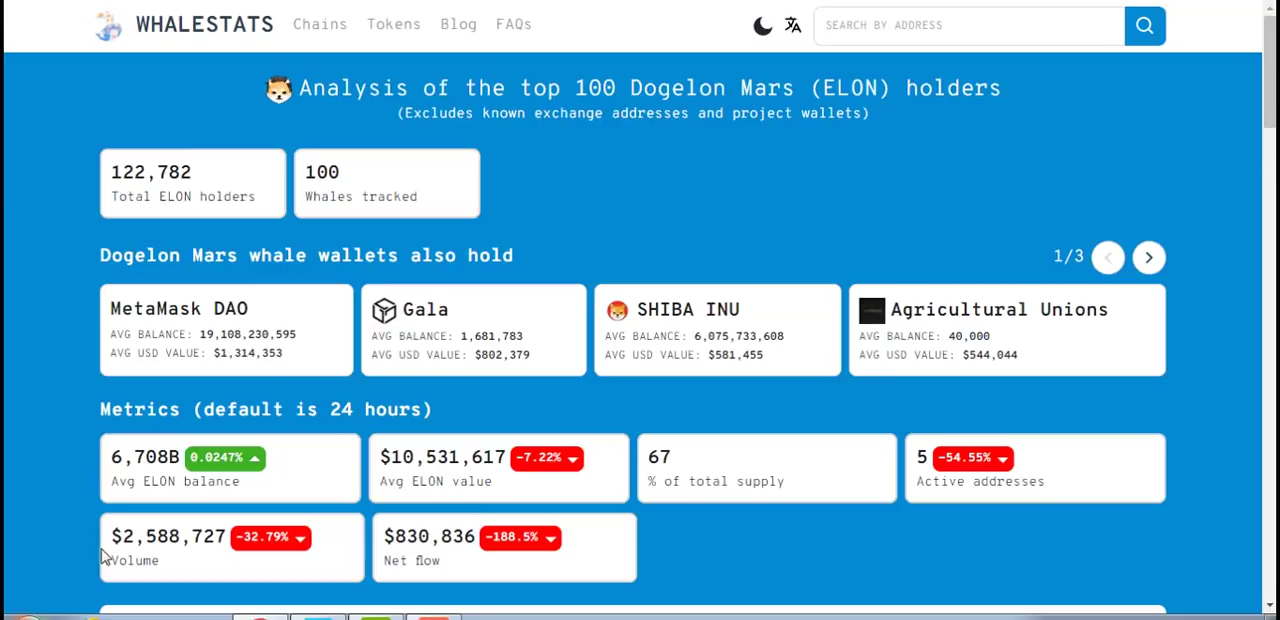 WHALESTATS Chains Tokens Blog FAQs SEARCH BY ADDRESS
Analysis of the top 100 Dogelon Mars (ELON) holders
(Excludes known exchange addresses and project wallets)
122,782 100
Total ELON holders Whales tracked
Dogelon Mars whale wallets also hold 1/3
MetaMask DAO Gala SHIBA INU Agricultural Unions
AVG BALANCE: 19,108,230,595 AVG BALANCE: 1,681,783 AVG BALANCE: 6,075,733,608 AVG BALANCE: 40,000
AVG USD VALUE: $1,314,353 AVG USD VALUE: $802,379 AVG USD VALUE: $581,455 AVG USD VALUE: $544,044
Metrics (default is 24 hours)
6,708B 0.0247% $10,531,617 -7.22% 67 5 -54.55%
Avg ELON balance Avg ELON value % of total supply Active addresses
$2,588,727 -32.79% $830,836 -188.5%
Volume Net flow